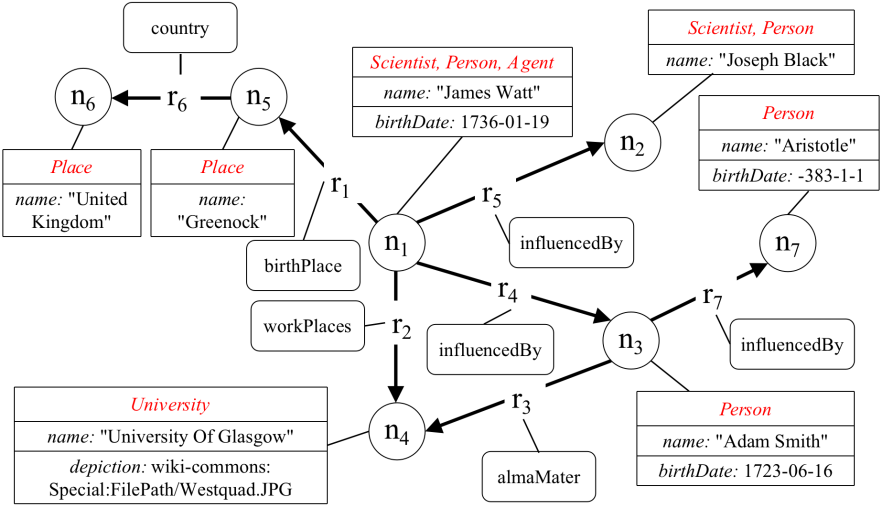 country
n6
r6
n5
Place
name: "United
Kingdom"
Place
name:
"Greenock"
Scientist, Person, Agent
name: "James Watt"
birthDate: 1736-01-19
Scientist, Person
name: "Joseph Black"
n2
Person
name: "Aristotle"
birthDate: -383-1-1
r1
r5
n1
birthPlace
influencedBy
n7
workPlaces
r2
r4
influencedBy
n3
r7
influencedBy
University
name: "University Of Glasgow"
depiction: wiki-commons:
Special:FilePath/Westquad.JPG
n4
r3
almaMater
Person
name: "Adam Smith"
birthDate: 1723-06-16